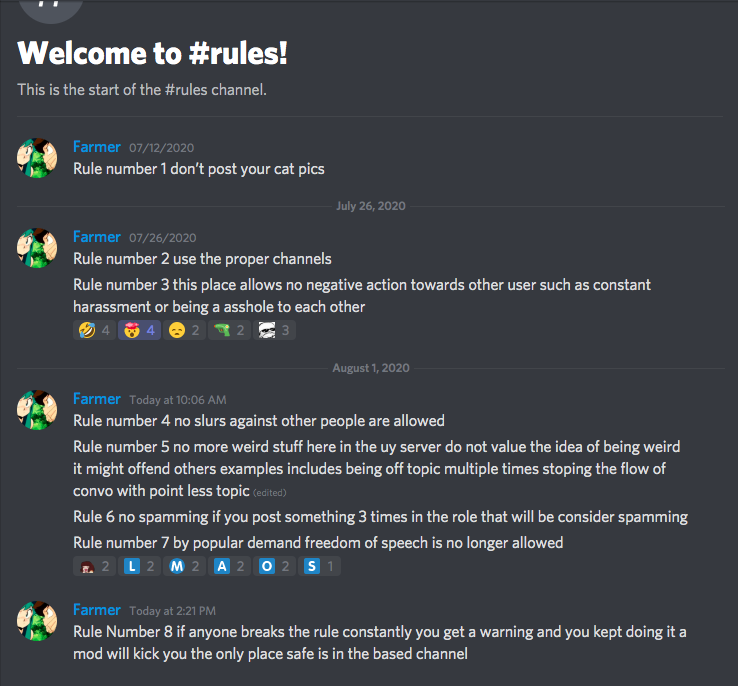 Welcome to #rules!
This is the start of the #rules channel.
Farmer 07/12/2020
Rule number 1 don’t post your cat pics
July 26, 2020
Farmer 07/26/2020
Rule number 2 use the proper channels
Rule number 3 this place allows no negative action towards other user such as constant
harassment or being a asshole to each other
4 4 2 2 3
August 1, 2020
Farmer Today at 10:06 AM
Rule number 4 no slurs against other people are allowed
Rule number 5 no more weird stuff here in the uy server do not value the idea of being weird
it might offend others examples includes being off topic multiple times stoping the flow of
convo with point less topic (edited)
Rule 6 no spamming if you post something 3 times in the role that will be consider spamming
Rule number 7 by popular demand freedom of speech is no longer allowed
2 L 2 M 2 A 2 O 2 S 1
Farmer Today at 2:21 PM
Rule Number 8 if anyone breaks the rule constantly you get a warning and you kept doing it a
mod will kick you the only place safe is in the based channel